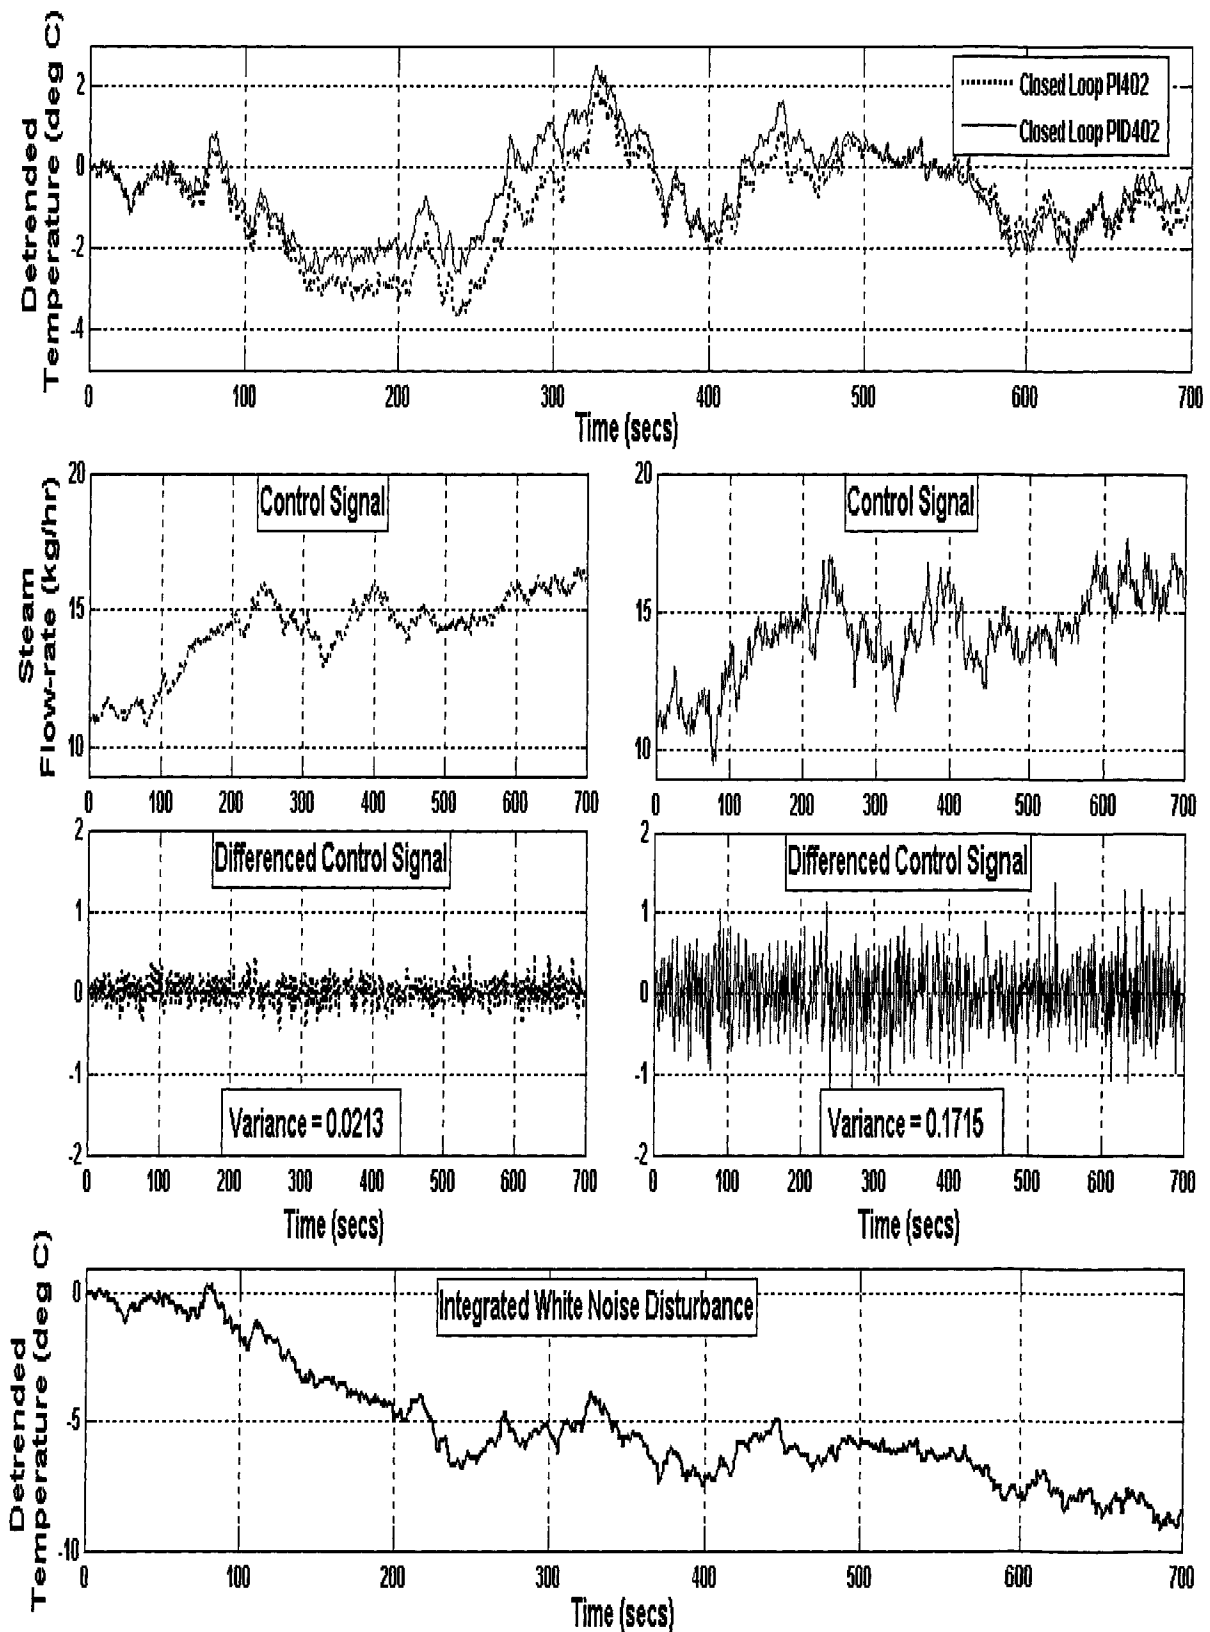 Detrended
Temperature (deg C)
2
0
-2
-4
Closed Loop PI402
Closed Loop PID402
0 100 200 300 400 500 600 700
Time (secs)
Steam
Flow-rate (kg/hr)
20
15
10
Control Signal
0 100 200 300 400 500 600 700
20
15
10
Control Signal
0 100 200 300 400 500 600 700
2
1
0
-1
-2
Differenced Control Signal
Variance = 0.0213
0 100 200 300 400 500 600 700
Time (secs)
2
1
0
-1
-2
Differenced Control Signal
Variance = 0.1715
0 100 200 300 400 500 600 700
Time (secs)
Detrended
Temperature (deg C)
0
-5
-10
Integrated White Noise Disturbance
0 100 200 300 400 500 600 700
Time (secs)